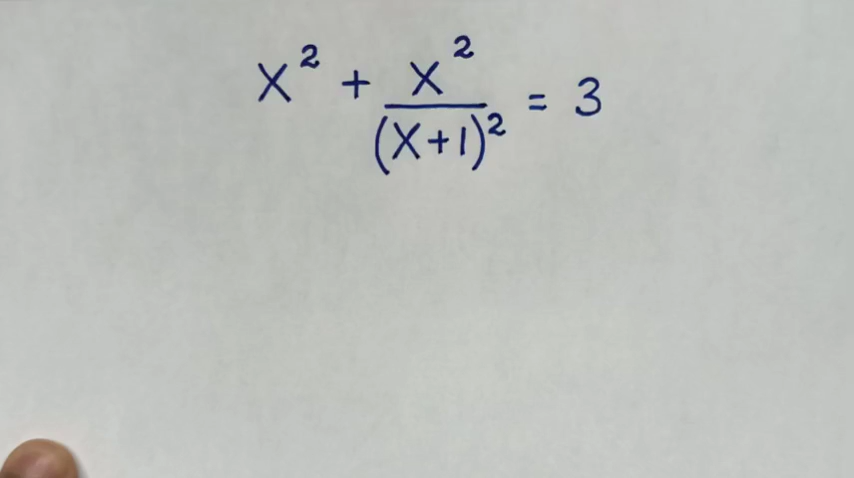 x² + x²/(x+1)² = 3